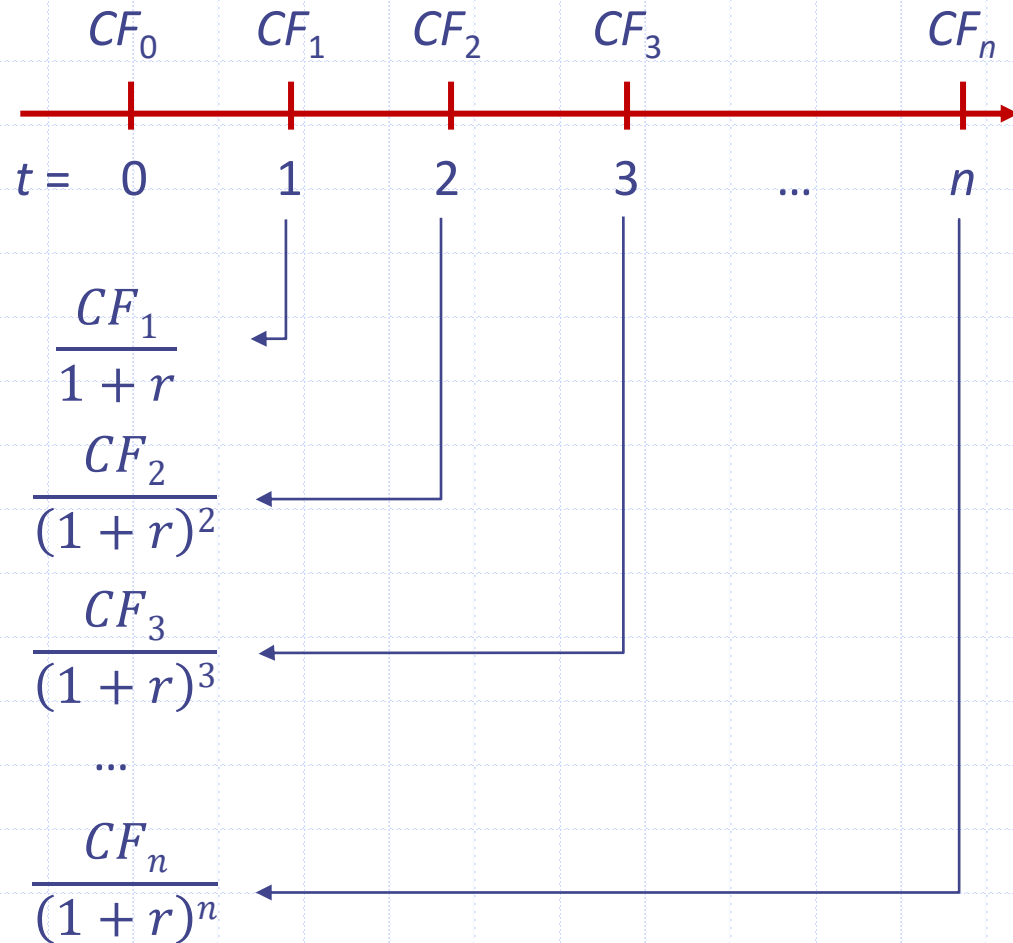 CF₀ CF₁ CF₂ CF₃ CFₙ
t = 0 1 2 3 ... n
CF₁
1 + r
CF₂
(1 + r)²
CF₃
(1 + r)³
...
CFₙ
(1 + r)ⁿ